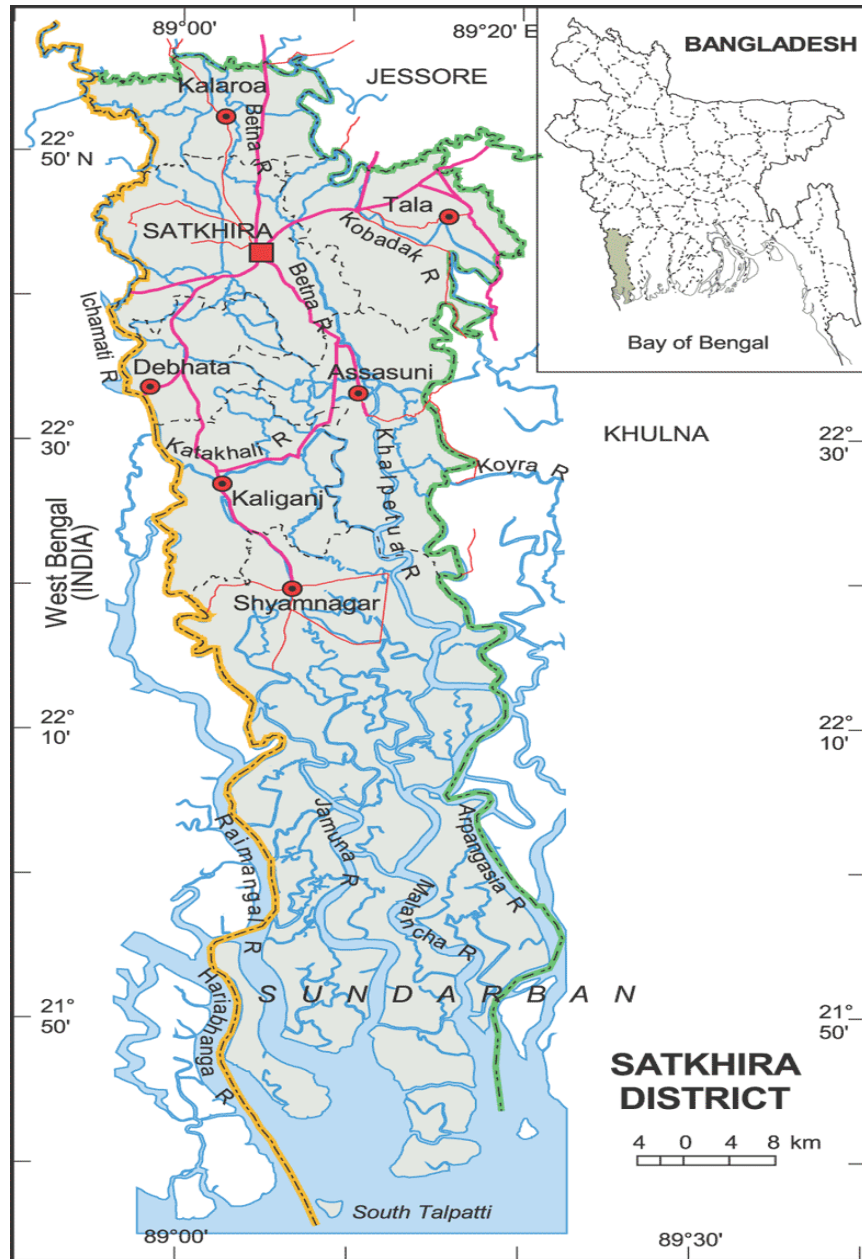 89°00'
89°20' E
BANGLADESH
JESSORE
Kalaroa
Betna R
22°
50' N
Tala
SATKHIRA
Kobadak R
Betna R
Ichamati R
Bay of Bengal
Debhata
Assasuni
22°
30'
KHULNA
22°
30'
Kafakhali R
Kholpetua R
Koyra R
Kaliganj
West Bengal
(INDIA)
Shyamnagar
22°
10'
22°
10'
Raimangal R
Jamuna R
Malancha R
Arpangasia R
Hariabhanga R
SUNDARBAN
21°
50'
21°
50'
SATKHIRA
DISTRICT
4 0 4 8 km
South Talpatti
89°00'
89°30'